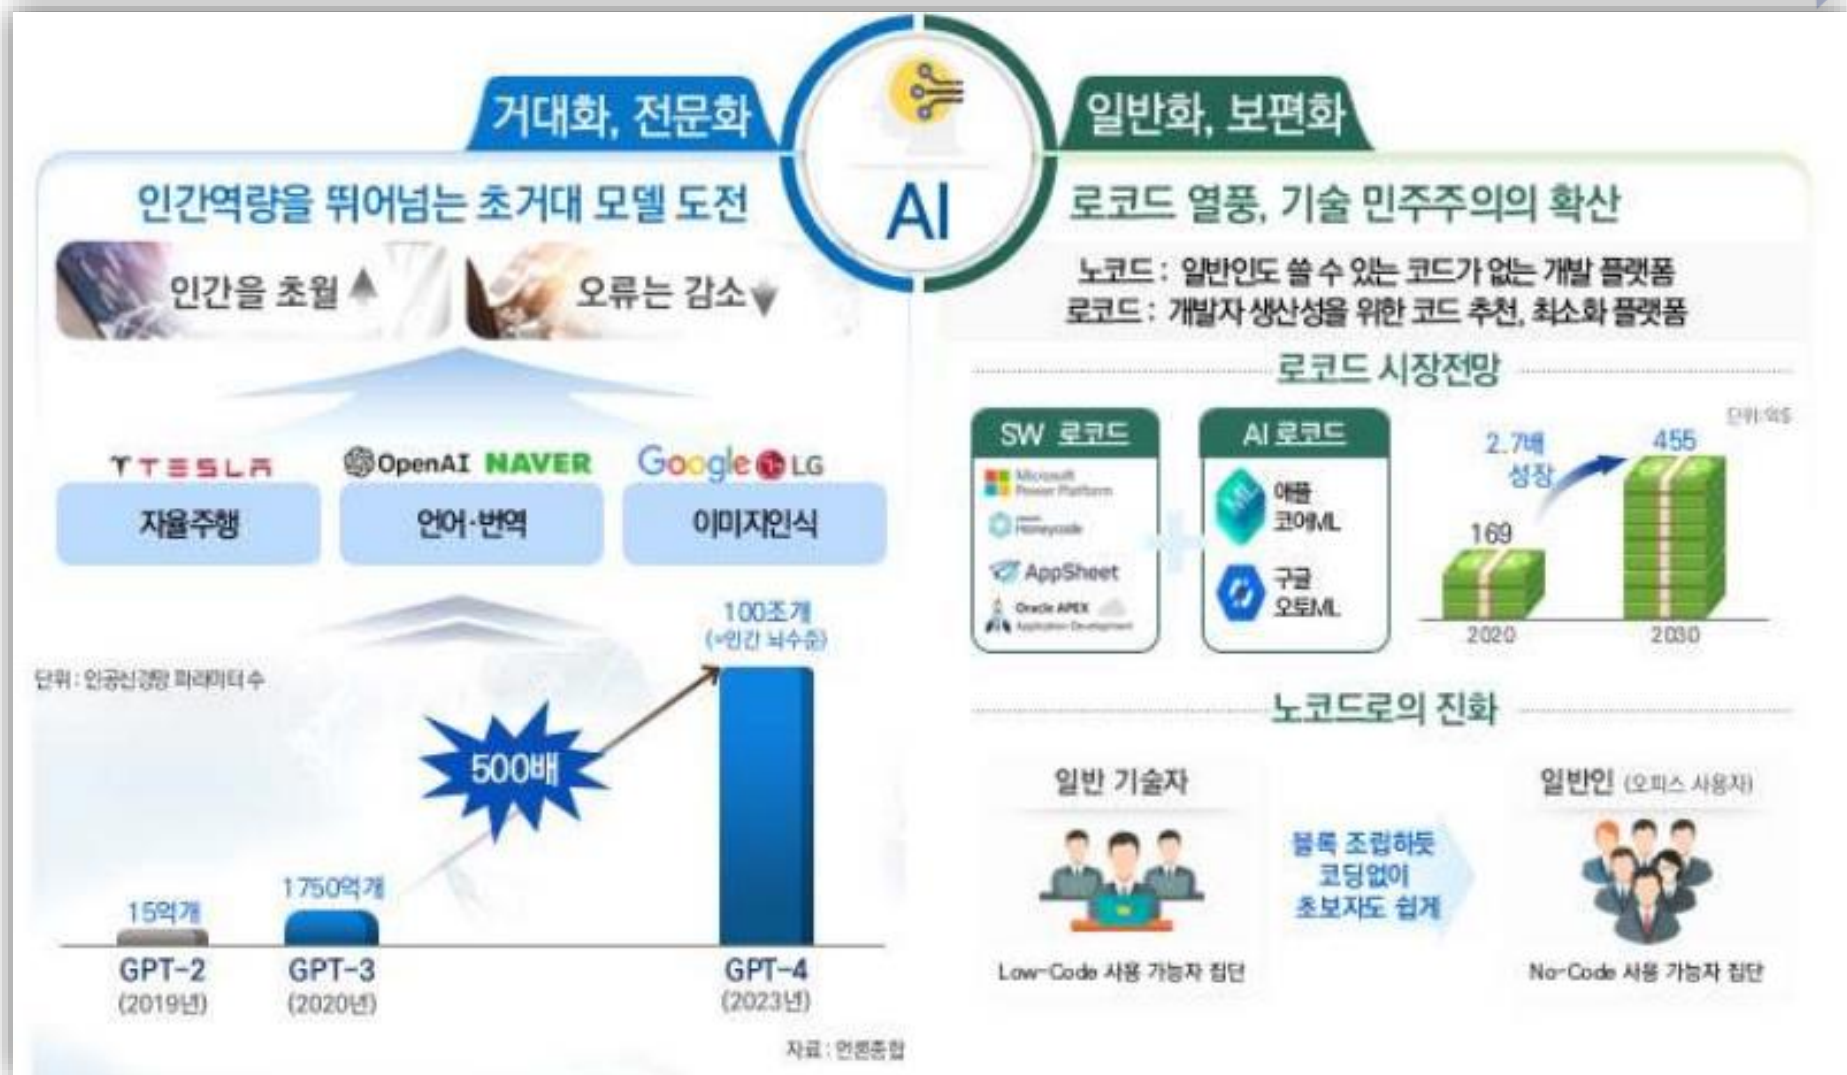 거대화, 전문화
인간역량을 뛰어넘는 초거대 모델 도전
인간을 초월
오류는 감소
TESLA
OpenAI NAVER
Google LG
자율주행
언어·번역
이미지인식
단위 : 인공신경망 파라미터 수
100조개
(=인간 뇌수준)
500배
1750억개
15억개
GPT-2
(2019년)
GPT-3
(2020년)
GPT-4
(2023년)
자료 : 언론종합
AI
일반화, 보편화
로코드 열풍, 기술 민주주의의 확산
노코드 : 일반인도 쓸 수 있는 코드가 없는 개발 플랫폼
로코드 : 개발자 생산성을 위한 코드 추천, 최소화 플랫폼
로코드 시장전망
SW 로코드
Microsoft
Power Platform
Honeycode
AppSheet
Oracle APEX
Application Development
AI 로코드
ML
애플
코어ML
구글
오토ML
단위:억$
2.7배
성장
455
169
2020
2030
노코드로의 진화
일반 기술자
Low-Code 사용 가능자 집단
블록 조립하듯
코딩없이
초보자도 쉽게
일반인 (오피스 사용자)
No-Code 사용 가능자 집단